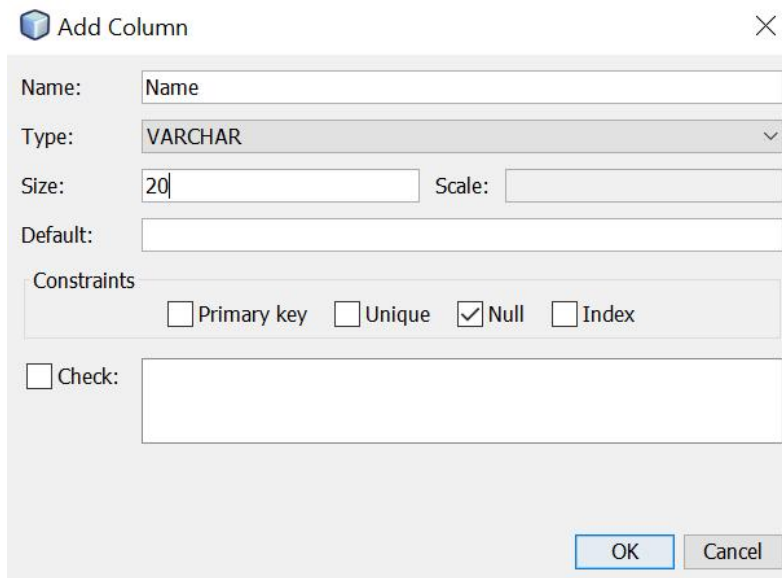 Add Column
Name: Name
Type: VARCHAR
Size: 20 Scale:
Default:
Constraints
Primary key Unique Null Index
Check:
OK Cancel